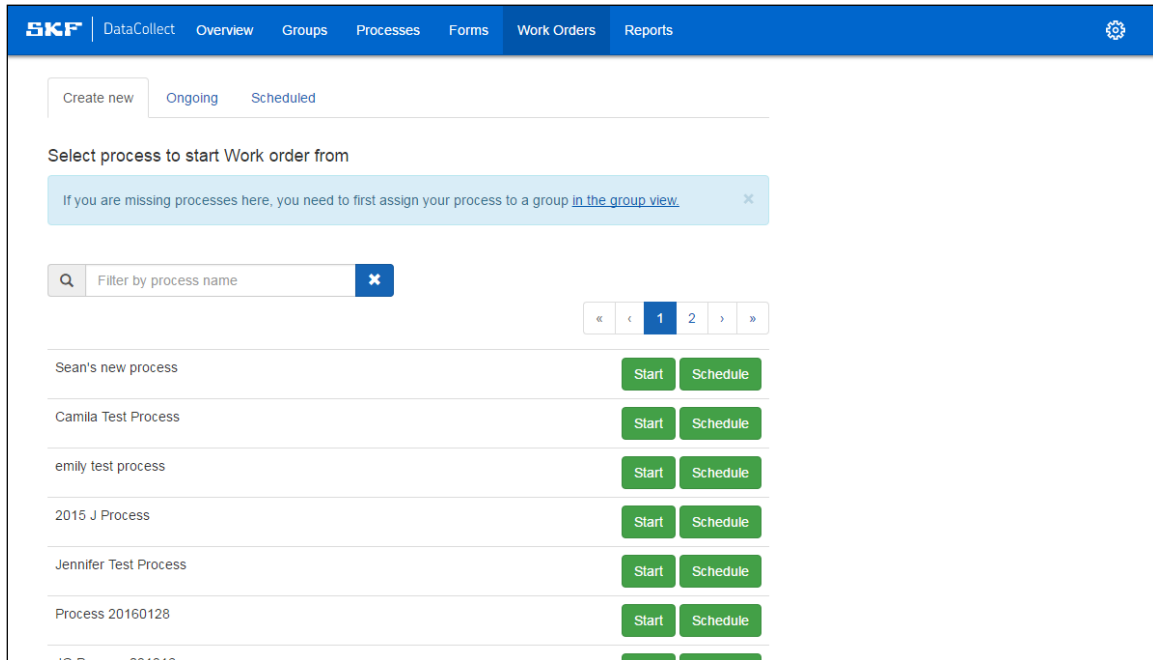 SKF DataCollect Overview Groups Processes Forms Work Orders Reports
Create new Ongoing Scheduled
Select process to start Work order from
If you are missing processes here, you need to first assign your process to a group in the group view. ×
Filter by process name
« ‹ 1 2 › »
Sean's new process Start Schedule
Camila Test Process Start Schedule
emily test process Start Schedule
2015 J Process Start Schedule
Jennifer Test Process Start Schedule
Process 20160128 Start Schedule